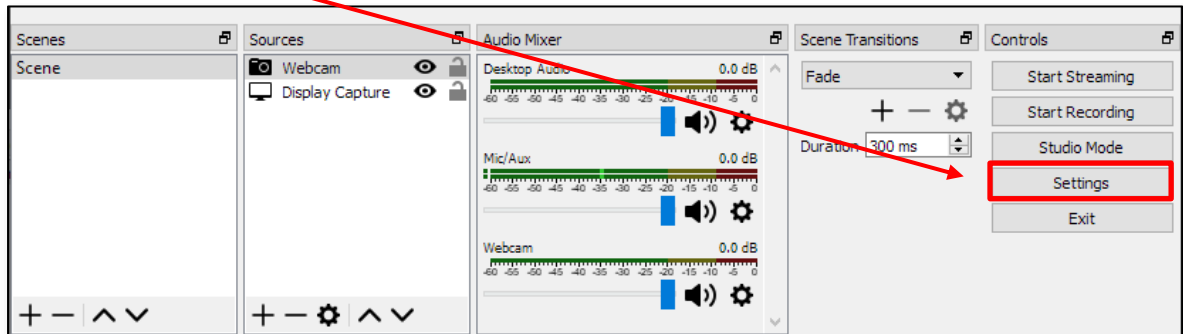 Scenes
Scene
Sources
Webcam
Display Capture
Audio Mixer
Desktop Audio 0.0 dB
-60 -55 -50 -45 -40 -35 -30 -25 -20 -15 -10 -5 0
Mic/Aux 0.0 dB
-60 -55 -50 -45 -40 -35 -30 -25 -20 -15 -10 -5 0
Webcam 0.0 dB
-60 -55 -50 -45 -40 -35 -30 -25 -20 -15 -10 -5 0
Scene Transitions
Fade
Duration 300 ms
Controls
Start Streaming
Start Recording
Studio Mode
Settings
Exit